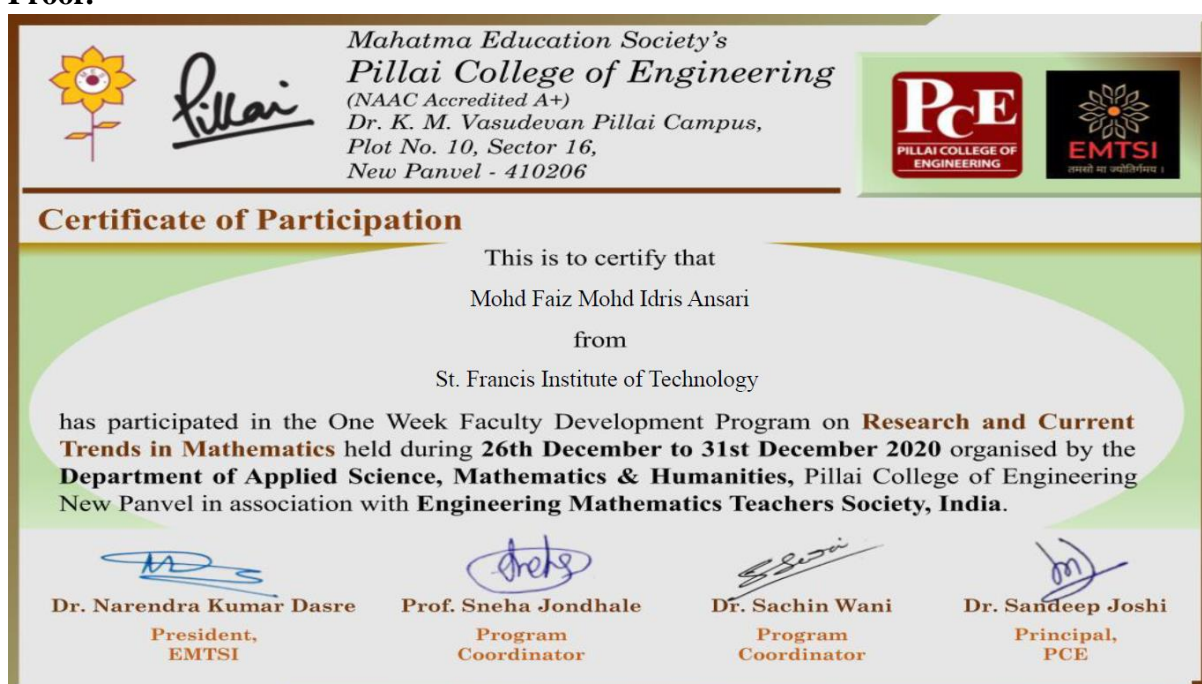 Proof:
Mahatma Education Society's
Pillai College of Engineering
(NAAC Accredited A+)
Dr. K. M. Vasudevan Pillai Campus,
Plot No. 10, Sector 16,
New Panvel - 410206
Pillai
PCE
PILLAI COLLEGE OF
ENGINEERING
EMTSI
तमसो मा ज्योतिर्गमय ।
Certificate of Participation
This is to certify that
Mohd Faiz Mohd Idris Ansari
from
St. Francis Institute of Technology
has participated in the One Week Faculty Development Program on Research and Current
Trends in Mathematics held during 26th December to 31st December 2020 organised by the
Department of Applied Science, Mathematics & Humanities, Pillai College of Engineering
New Panvel in association with Engineering Mathematics Teachers Society, India.
Sneha
Dr. Narendra Kumar Dasre
Prof. Sneha Jondhale
Dr. Sachin Wani
Dr. Sandeep Joshi
President,
EMTSI
Program
Coordinator
Program
Coordinator
Principal,
PCE